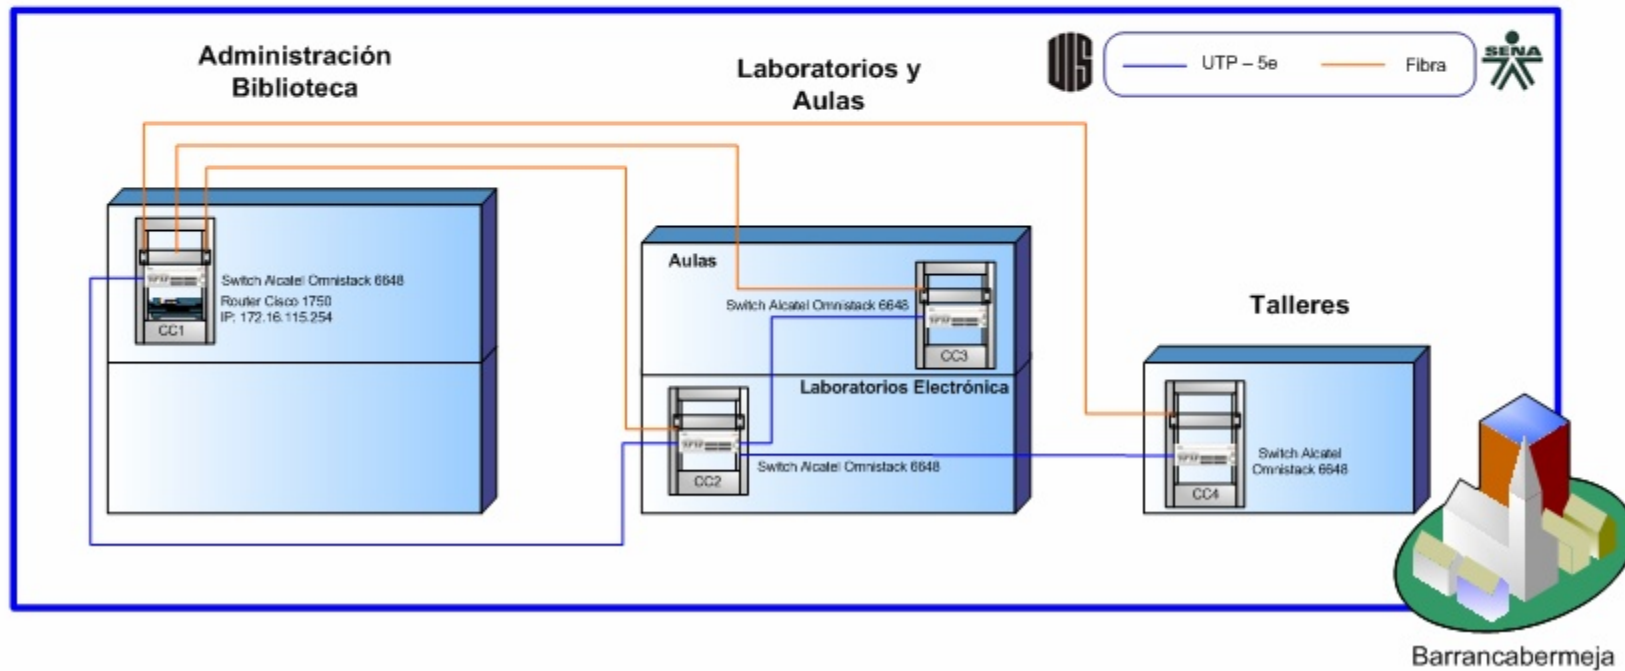 Administración
Biblioteca
Laboratorios y
Aulas
UIS
UTP – 5e
Fibra
SENA
Switch Alcatel Omnistack 6648
Router Cisco 1750
IP: 172.16.115.254
CC1
Aulas
Switch Alcatel Omnistack 6648
CC3
Laboratorios Electrónica
Switch Alcatel Omnistack 6648
CC2
Talleres
Switch Alcatel
Omnistack 6648
CC4
Barrancabermeja